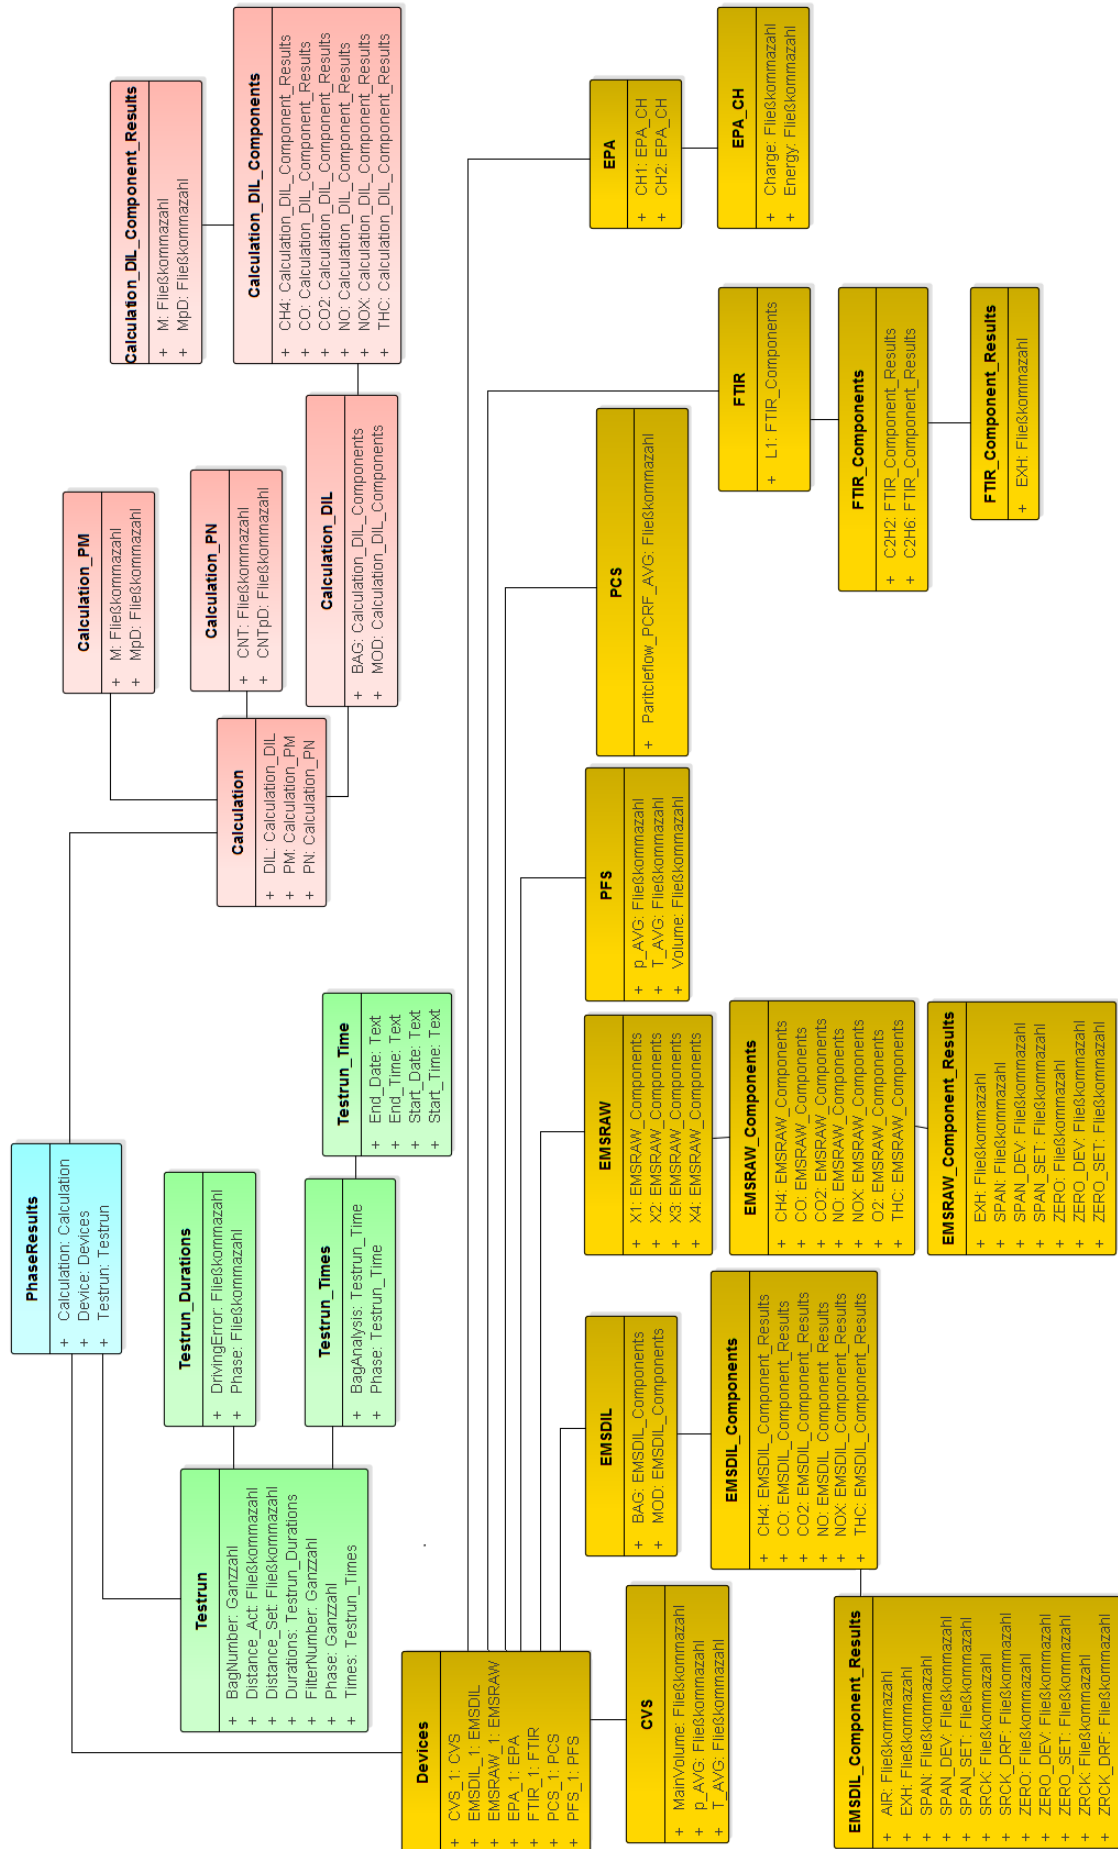 PhaseResults
+ Calculation: Calculation
+ Device: Devices
+ Testrun: Testrun
Testrun
+ BagNumber: Ganzzahl
+ Distance_Act: Fließkommazahl
+ Distance_Set: Fließkommazahl
+ Durations: Testrun_Durations
+ FilterNumber: Ganzzahl
+ Phase: Ganzzahl
+ Times: Testrun_Times
Testrun_Durations
+ DrivingError: Fließkommazahl
+ Phase: Fließkommazahl
Testrun_Times
+ BagAnalysis: Testrun_Time
+ Phase: Testrun_Time
Testrun_Time
+ End_Date: Text
+ End_Time: Text
+ Start_Date: Text
+ Start_Time: Text
Calculation
+ DIL: Calculation_DIL
+ PM: Calculation_PM
+ PN: Calculation_PN
Calculation_PM
+ M: Fließkommazahl
+ MpD: Fließkommazahl
Calculation_PN
+ CNT: Fließkommazahl
+ CNTpD: Fließkommazahl
Calculation_DIL
+ BAG: Calculation_DIL_Components
+ MOD: Calculation_DIL_Components
Calculation_DIL_Component_Results
+ M: Fließkommazahl
+ MpD: Fließkommazahl
Calculation_DIL_Components
+ CH4: Calculation_DIL_Component_Results
+ CO: Calculation_DIL_Component_Results
+ CO2: Calculation_DIL_Component_Results
+ NO: Calculation_DIL_Component_Results
+ NOX: Calculation_DIL_Component_Results
+ THC: Calculation_DIL_Component_Results
Devices
+ CVS_1: CVS
+ EMSDIL_1: EMSDIL
+ EMSRAW_1: EMSRAW
+ EPA_1: EPA
+ FTIR_1: FTIR
+ PCS_1: PCS
+ PFS_1: PFS
CVS
+ MainVolume: Fließkommazahl
+ p_AVG: Fließkommazahl
+ T_AVG: Fließkommazahl
EMSDIL
+ BAG: EMSDIL_Components
+ MOD: EMSDIL_Components
EMSDIL_Components
+ CH4: EMSDIL_Component_Results
+ CO: EMSDIL_Component_Results
+ CO2: EMSDIL_Component_Results
+ NO: EMSDIL_Component_Results
+ NOX: EMSDIL_Component_Results
+ THC: EMSDIL_Component_Results
EMSDIL_Component_Results
+ AIR: Fließkommazahl
+ EXH: Fließkommazahl
+ SPAN: Fließkommazahl
+ SPAN_DEV: Fließkommazahl
+ SPAN_SET: Fließkommazahl
+ SRCK: Fließkommazahl
+ SRCK_DRF: Fließkommazahl
+ ZERO: Fließkommazahl
+ ZERO_DEV: Fließkommazahl
+ ZERO_SET: Fließkommazahl
+ ZRCK: Fließkommazahl
+ ZRCK_DRF: Fließkommazahl
EMSRAW
+ X1: EMSRAW_Components
+ X2: EMSRAW_Components
+ X3: EMSRAW_Components
+ X4: EMSRAW_Components
EMSRAW_Components
+ CH4: EMSRAW_Components
+ CO: EMSRAW_Components
+ CO2: EMSRAW_Components
+ NO: EMSRAW_Components
+ NOX: EMSRAW_Components
+ O2: EMSRAW_Components
+ THC: EMSRAW_Components
EMSRAW_Component_Results
+ EXH: Fließkommazahl
+ SPAN: Fließkommazahl
+ SPAN_DEV: Fließkommazahl
+ SPAN_SET: Fließkommazahl
+ ZERO: Fließkommazahl
+ ZERO_DEV: Fließkommazahl
+ ZERO_SET: Fließkommazahl
PFS
+ p_AVG: Fließkommazahl
+ T_AVG: Fließkommazahl
+ Volume: Fließkommazahl
PCS
+ Paritcleflow_PCRF_AVG: Fließkommazahl
FTIR
+ L1: FTIR_Components
FTIR_Components
+ C2H2: FTIR_Component_Results
+ C2H6: FTIR_Component_Results
FTIR_Component_Results
+ EXH: Fließkommazahl
EPA
+ CH1: EPA_CH
+ CH2: EPA_CH
EPA_CH
+ Charge: Fließkommazahl
+ Energy: Fließkommazahl